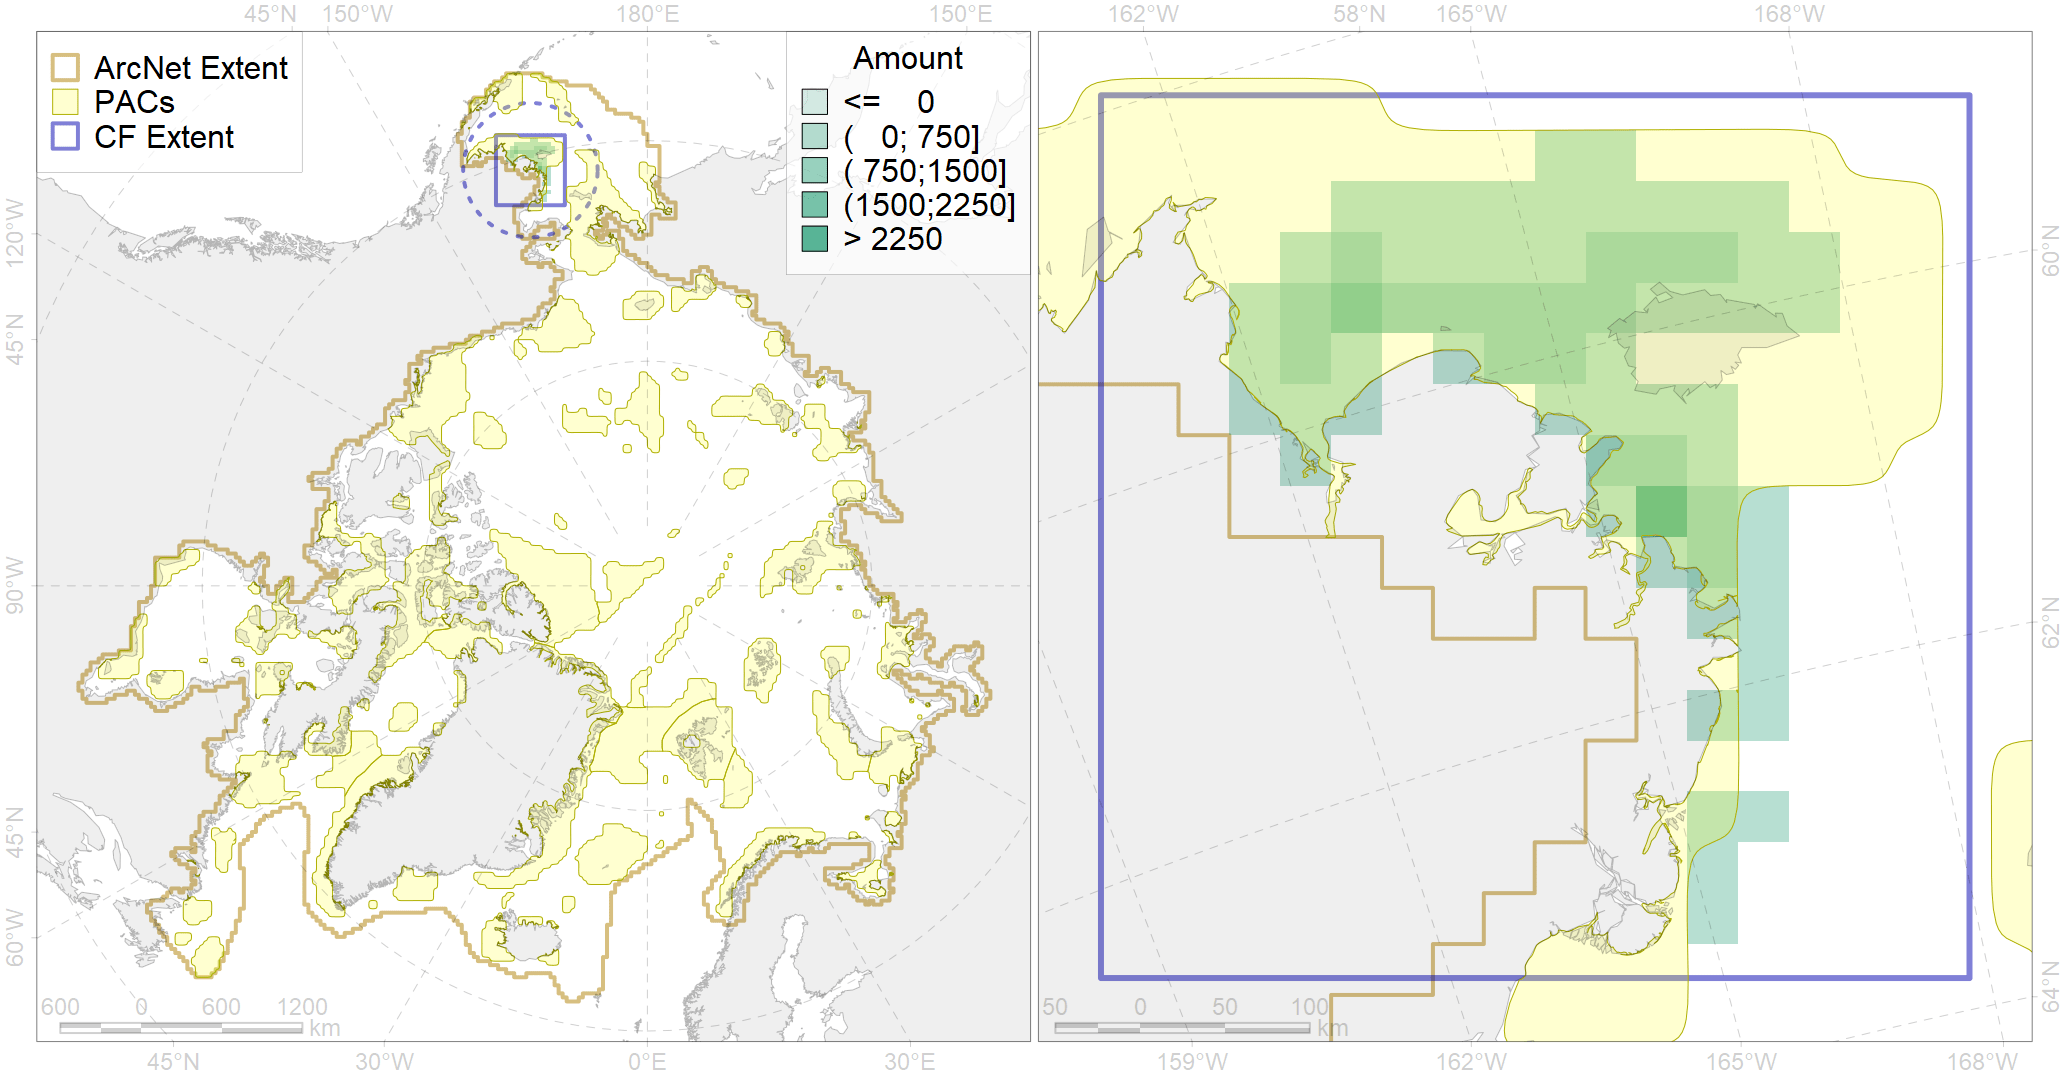 45°N 150°W 180°E 150°E 162°W 58°N 165°W 168°W
ArcNet Extent
PACs
CF Extent
Amount
<= 0
( 0; 750]
( 750;1500]
(1500;2250]
> 2250
120°W
45°N
90°W
45°N
60°W
60°N
62°N
64°N
600 0 600 1200
km
50 0 50 100
km
45°N 30°W 0°E 30°E 159°W 162°W 165°W 168°W